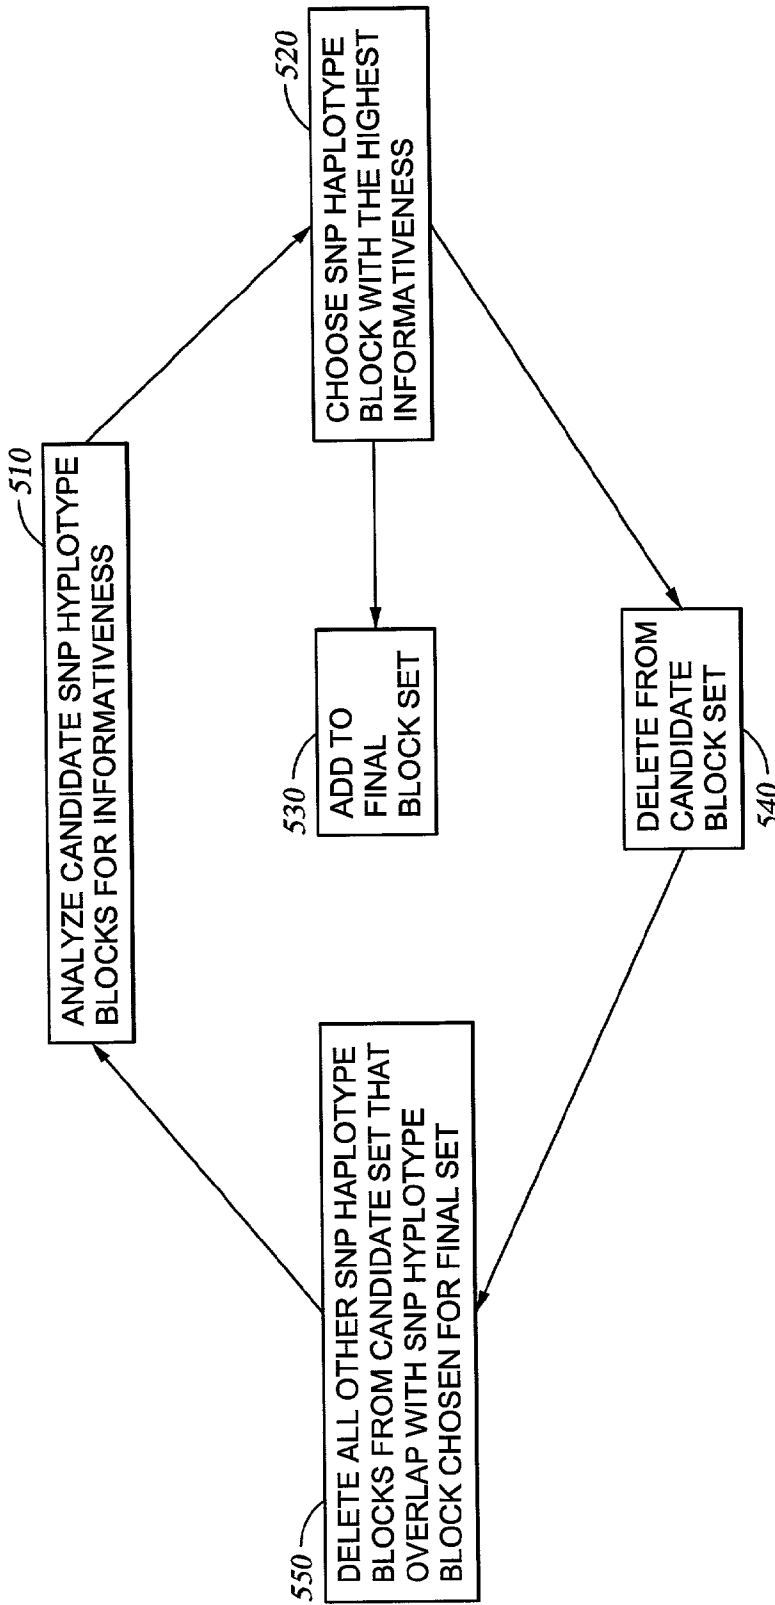 510
ANALYZE CANDIDATE SNP HYPLOTYPE
BLOCKS FOR INFORMATIVENESS
520
CHOOSE SNP HAPLOTYPE
BLOCK WITH THE HIGHEST
INFORMATIVENESS
530
ADD TO
FINAL
BLOCK SET
DELETE FROM
CANDIDATE
BLOCK SET
540
550
DELETE ALL OTHER SNP HAPLOTYPE
BLOCKS FROM CANDIDATE SET THAT
OVERLAP WITH SNP HYPLOTYPE
BLOCK CHOSEN FOR FINAL SET